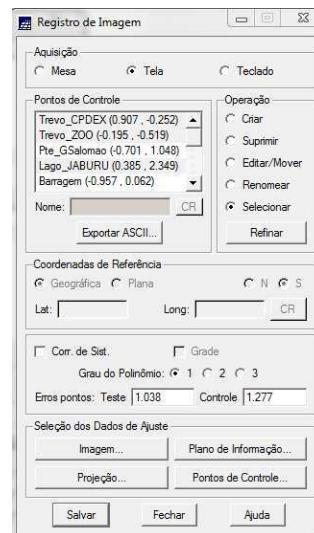 Registro de Imagem
Aquisição
Mesa Tela Teclado
Pontos de Controle
Trevo_CPDEX (0.907 , -0.252)
Trevo_ZOO (-0.195 , -0.519)
Pte_GSalomao (-0.701 , 1.048)
Lago_JABURU (0.385 , 2.349)
Barragem (-0.957 , 0.062)
Nome: CR
Exportar ASCII...
Operação
Criar
Suprimir
Editar/Mover
Renomear
Selecionar
Refinar
Coordenadas de Referência
Geográfica Plana N S
Lat: Long: CR
Corr. de Sist. Grade
Grau do Polinômio: 1 2 3
Erros pontos: Teste 1.038 Controle 1.277
Seleção dos Dados de Ajuste
Imagem... Plano de Informação...
Projeção... Pontos de Controle...
Salvar Fechar Ajuda